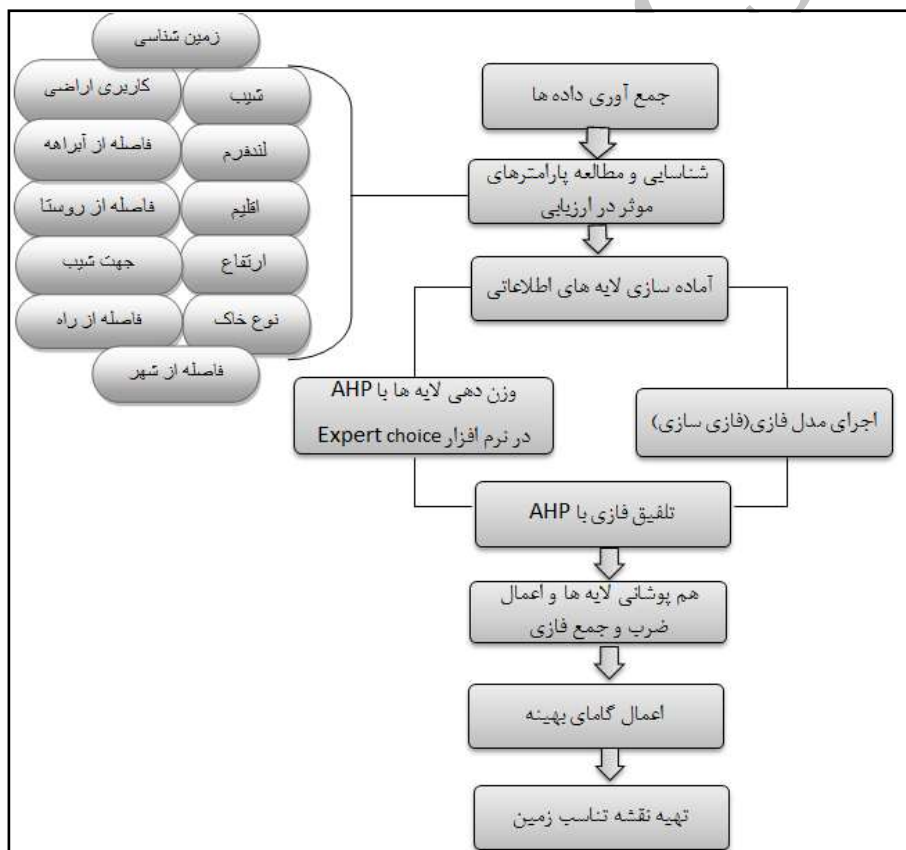 زمین شناسی
کاربری اراضی
شیب
فاصله از آبراهه
لندفرم
فاصله از روستا
اقلیم
جهت شیب
ارتفاع
فاصله از راه
نوع خاک
فاصله از شهر
جمع آوری داده ها
شناسایی و مطالعه پارامترهای
موثر در ارزیابی
آماده سازی لایه های اطلاعاتی
وزن دهی لایه ها با AHP
در نرم افزار Expert choice
اجرای مدل فازی(فازی سازی)
تلفیق فازی با AHP
هم پوشانی لایه ها و اعمال
ضرب و جمع فازی
اعمال گامای بهینه
تهیه نقشه تناسب زمین